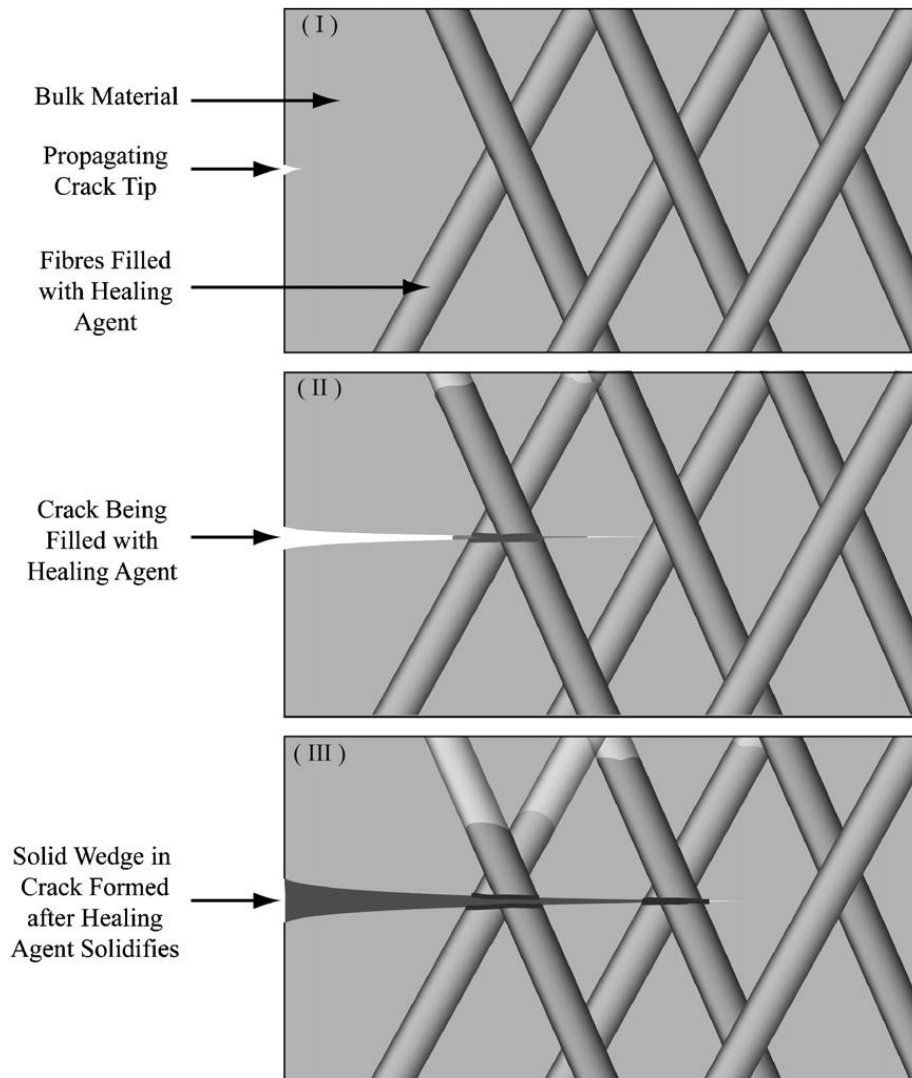 ( I )
Bulk Material
Propagating
Crack Tip
Fibres Filled
with Healing
Agent
( II )
Crack Being
Filled with
Healing Agent
( III )
Solid Wedge in
Crack Formed
after Healing
Agent Solidifies